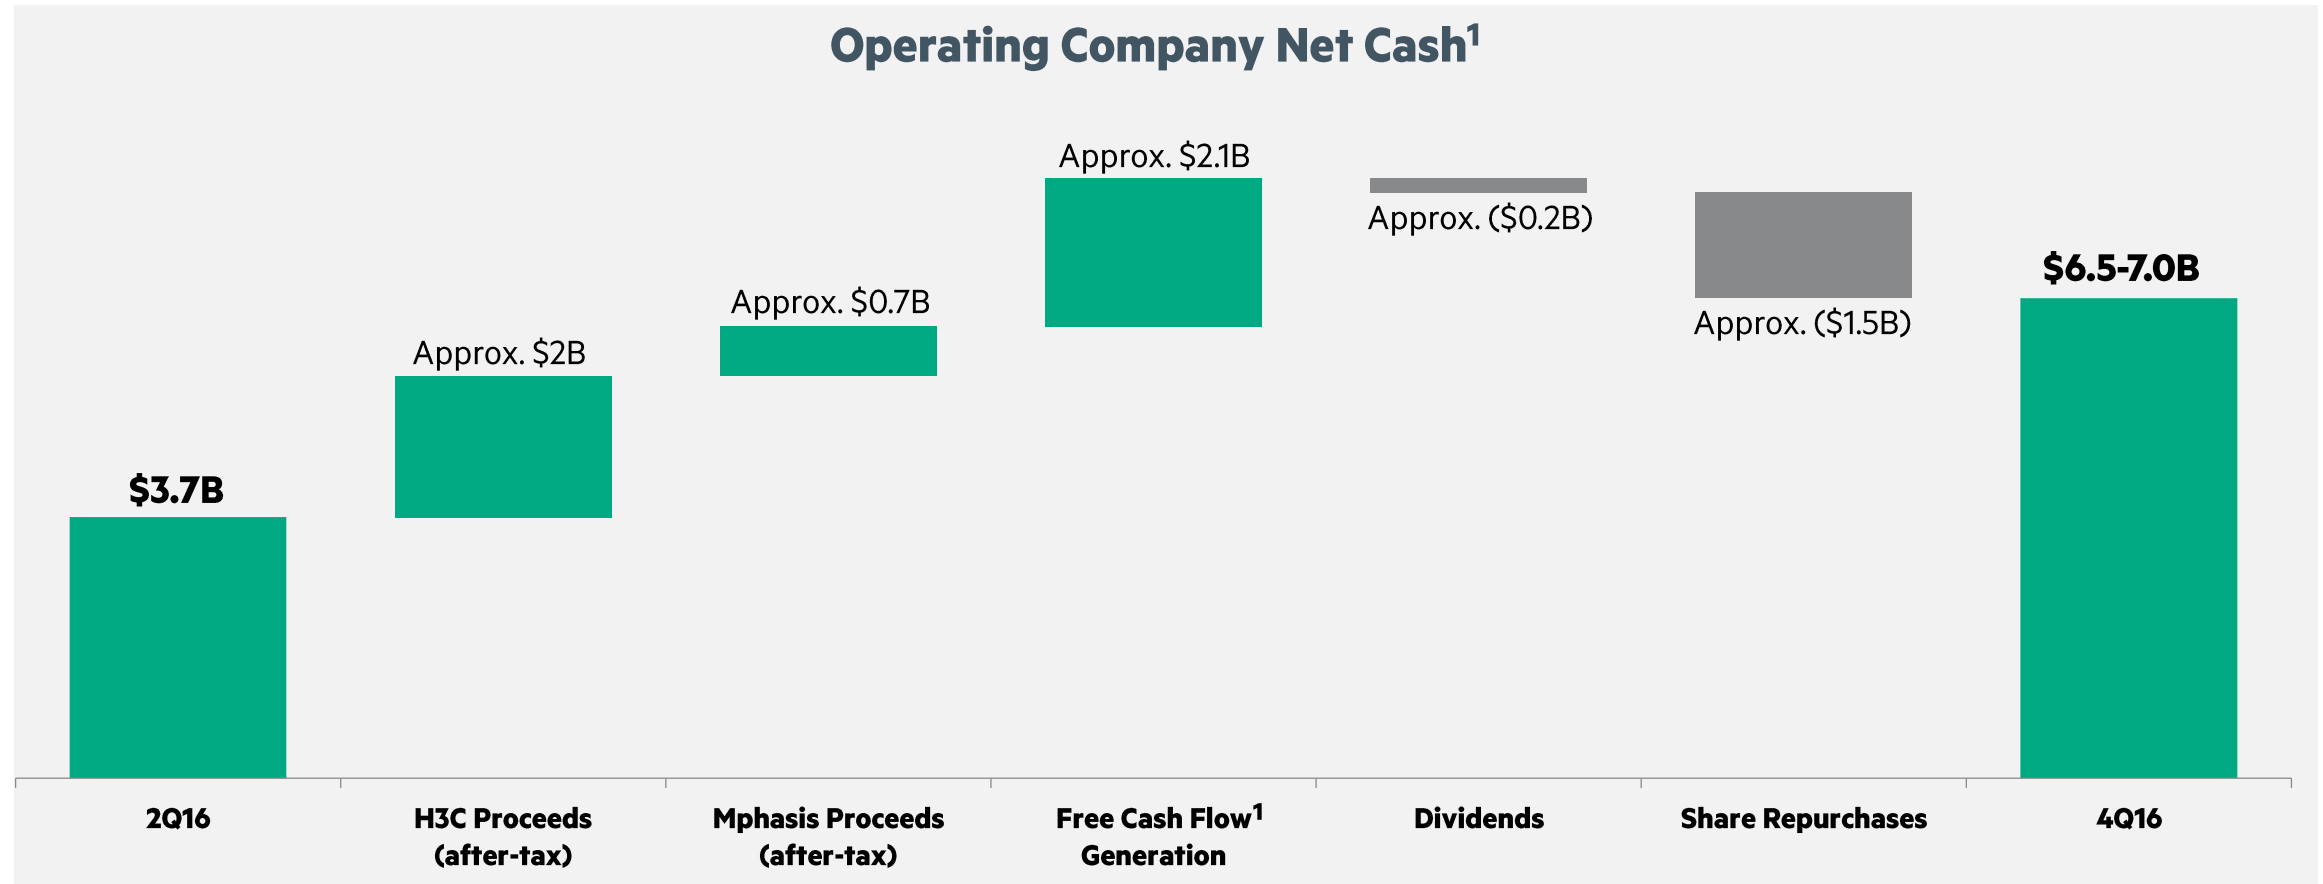 Operating Company Net Cash¹
Approx. $2.1B
Approx. ($0.2B)
$6.5-7.0B
Approx. $0.7B
Approx. ($1.5B)
Approx. $2B
$3.7B
2Q16
H3C Proceeds
(after-tax)
Mphasis Proceeds
(after-tax)
Free Cash Flow¹
Generation
Dividends
Share Repurchases
4Q16